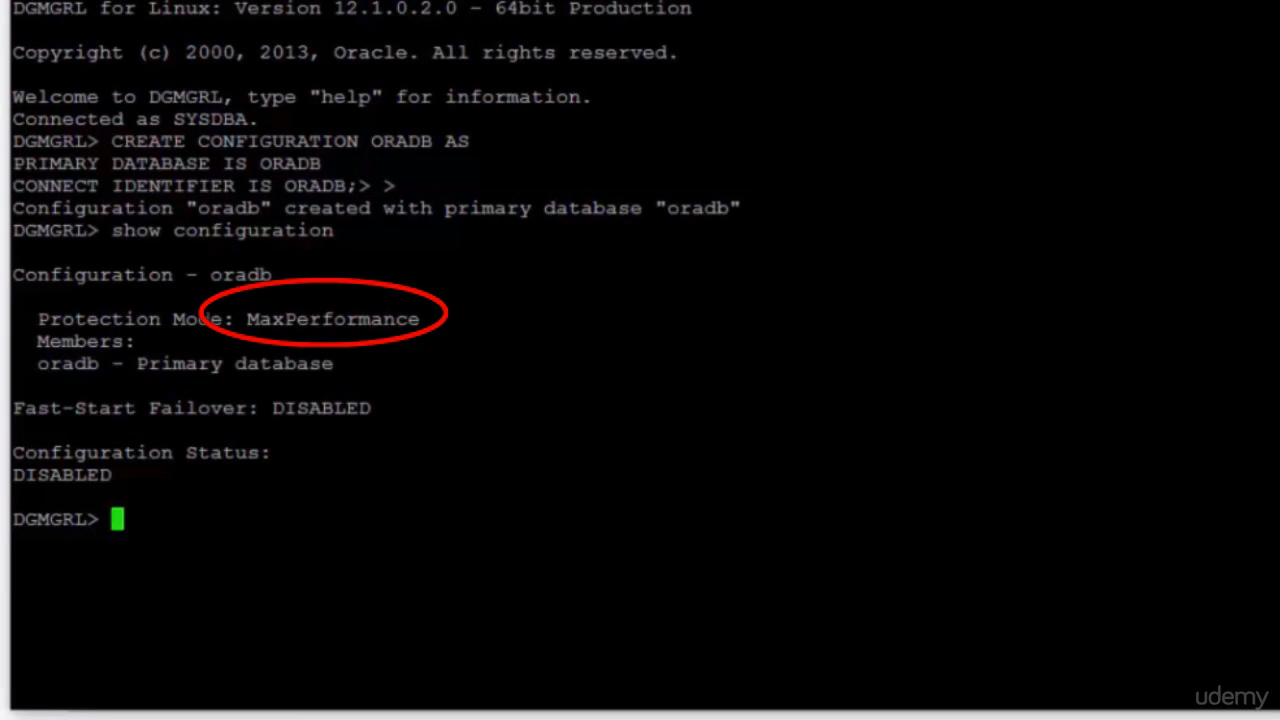 DGMGRL for Linux: Version 12.1.0.2.0 - 64bit Production
Copyright (c) 2000, 2013, Oracle. All rights reserved.
Welcome to DGMGRL, type "help" for information.
Connected as SYSDBA.
DGMGRL> CREATE CONFIGURATION ORADB AS
PRIMARY DATABASE IS ORADB
CONNECT IDENTIFIER IS ORADB;> >
Configuration "oradb" created with primary database "oradb"
DGMGRL> show configuration
Configuration - oradb
Protection Mode: MaxPerformance
Members:
oradb - Primary database
Fast-Start Failover: DISABLED
Configuration Status:
DISABLED
DGMGRL>
udemy